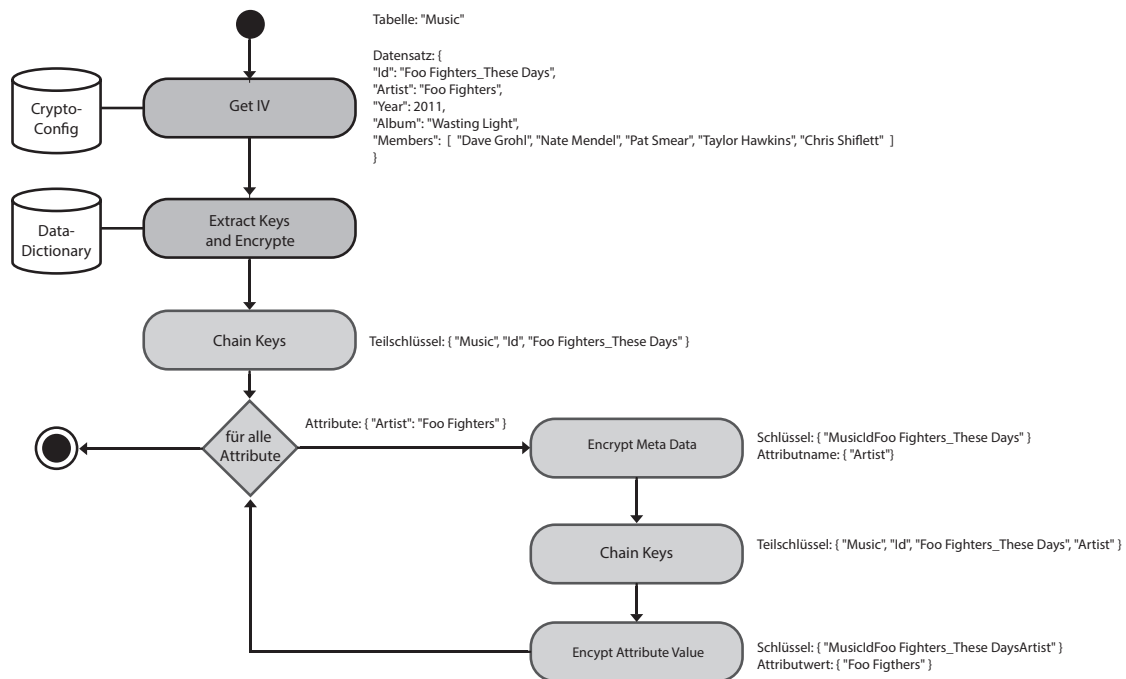 Tabelle: "Music"
Datensatz: {
"Id": "Foo Fighters_These Days",
"Artist": "Foo Fighters",
"Year": 2011,
"Album": "Wasting Light",
"Members": [ "Dave Grohl", "Nate Mendel", "Pat Smear", "Taylor Hawkins", "Chris Shiflett" ]
}
Crypto-
Config
Get IV
Data-
Dictionary
Extract Keys
and Encrypte
Chain Keys
Teilschlüssel: { "Music", "Id", "Foo Fighters_These Days" }
für alle
Attribute
Attribute: { "Artist": "Foo Fighters" }
Encrypt Meta Data
Schlüssel: { "MusicIdFoo Fighters_These Days" }
Attributname: { "Artist"}
Chain Keys
Teilschlüssel: { "Music", "Id", "Foo Fighters_These Days", "Artist" }
Encypt Attribute Value
Schlüssel: { "MusicIdFoo Fighters_These DaysArtist" }
Attributwert: { "Foo Figthers" }